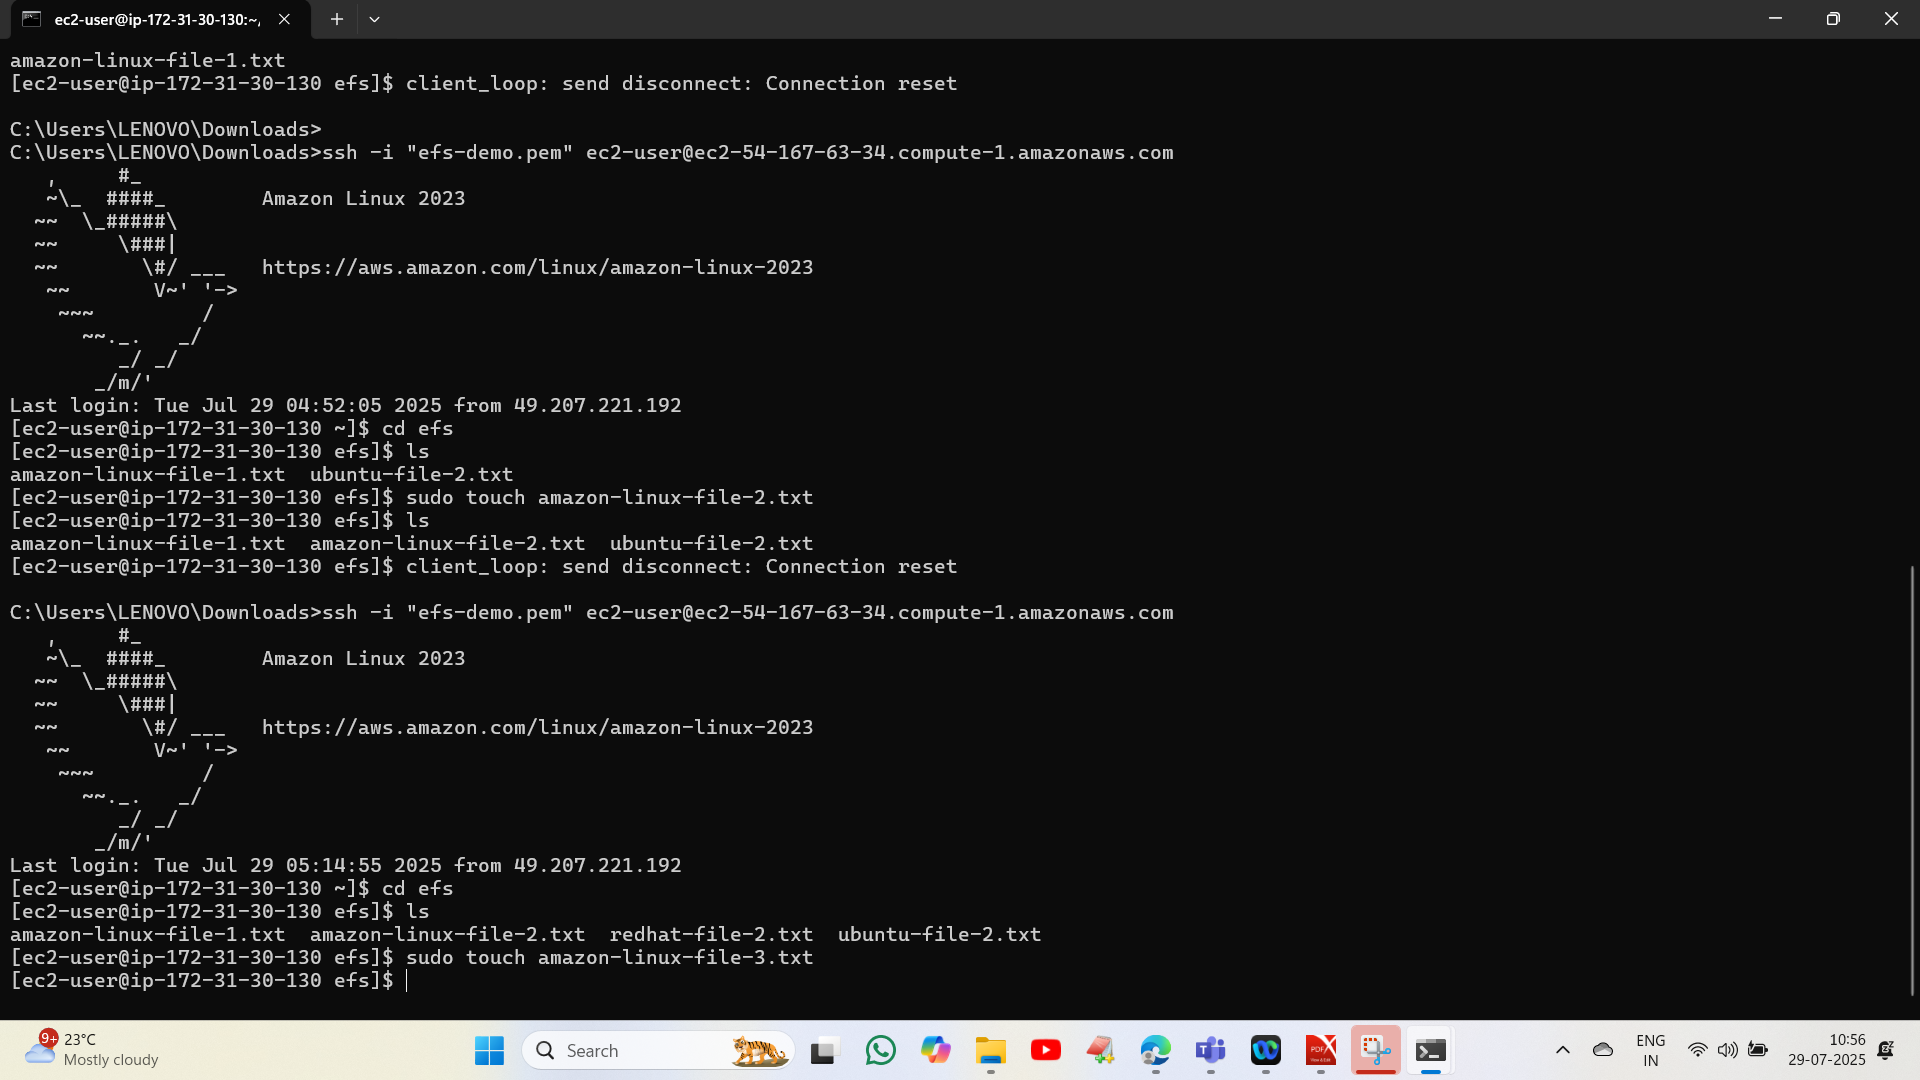 ec2-user@ip-172-31-30-130:~/
amazon-linux-file-1.txt
[ec2-user@ip-172-31-30-130 efs]$ client_loop: send disconnect: Connection reset
C:\Users\LENOVO\Downloads>
C:\Users\LENOVO\Downloads>ssh -i "efs-demo.pem" ec2-user@ec2-54-167-63-34.compute-1.amazonaws.com
   ,     #_
   ~\_  ####_        Amazon Linux 2023
  ~~  \_#####\
  ~~     \###|
  ~~       \#/ ___   https://aws.amazon.com/linux/amazon-linux-2023
   ~~       V~' '->
    ~~~         /
      ~~._.   _/
         _/ _/
       _/m/'
Last login: Tue Jul 29 04:52:05 2025 from 49.207.221.192
[ec2-user@ip-172-31-30-130 ~]$ cd efs
[ec2-user@ip-172-31-30-130 efs]$ ls
amazon-linux-file-1.txt  ubuntu-file-2.txt
[ec2-user@ip-172-31-30-130 efs]$ sudo touch amazon-linux-file-2.txt
[ec2-user@ip-172-31-30-130 efs]$ ls
amazon-linux-file-1.txt  amazon-linux-file-2.txt  ubuntu-file-2.txt
[ec2-user@ip-172-31-30-130 efs]$ client_loop: send disconnect: Connection reset
C:\Users\LENOVO\Downloads>ssh -i "efs-demo.pem" ec2-user@ec2-54-167-63-34.compute-1.amazonaws.com
   ,     #_
   ~\_  ####_        Amazon Linux 2023
  ~~  \_#####\
  ~~     \###|
  ~~       \#/ ___   https://aws.amazon.com/linux/amazon-linux-2023
   ~~       V~' '->
    ~~~         /
      ~~._.   _/
         _/ _/
       _/m/'
Last login: Tue Jul 29 05:14:55 2025 from 49.207.221.192
[ec2-user@ip-172-31-30-130 ~]$ cd efs
[ec2-user@ip-172-31-30-130 efs]$ ls
amazon-linux-file-1.txt  amazon-linux-file-2.txt  redhat-file-2.txt  ubuntu-file-2.txt
[ec2-user@ip-172-31-30-130 efs]$ sudo touch amazon-linux-file-3.txt
[ec2-user@ip-172-31-30-130 efs]$
9+ 23°C
Mostly cloudy
Search
PDF
ENG
IN
10:56
29-07-2025